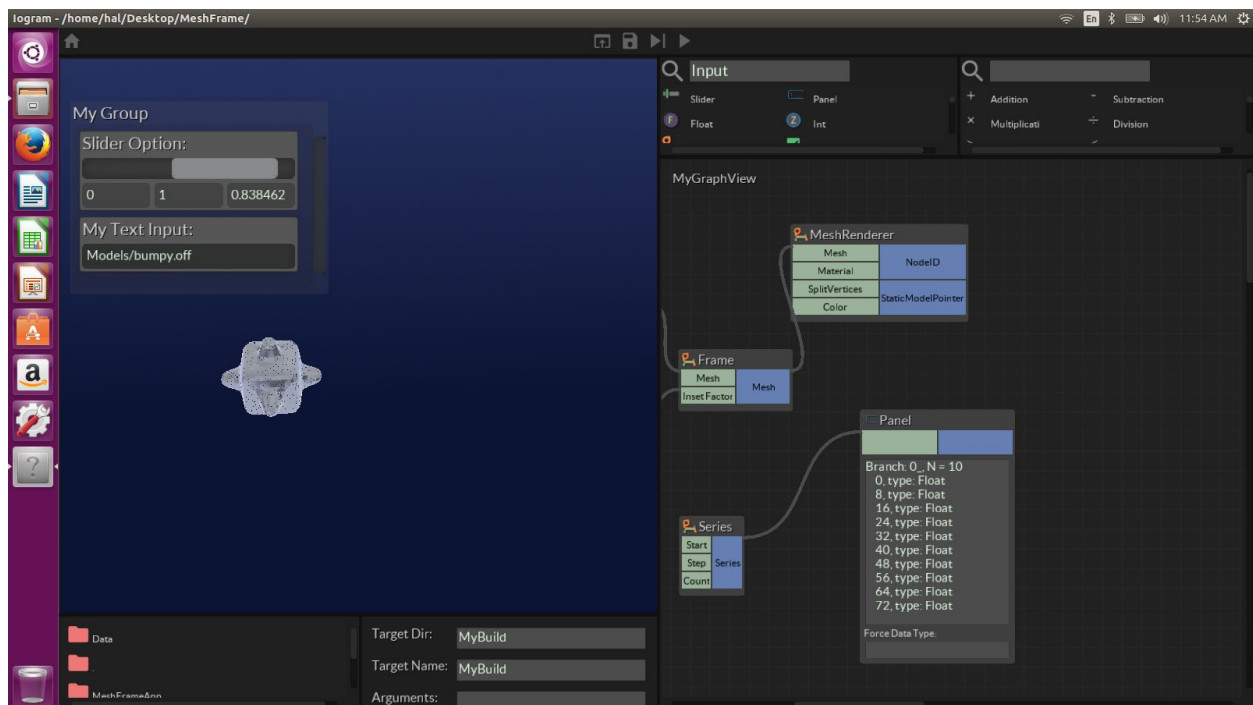 Iogram - /home/hal/Desktop/MeshFrame/
En
11:54 AM
My Group
Slider Option:
0 1 0.838462
My Text Input:
Models/bumpy.off
Input
Slider Panel
Float Int
Addition Subtraction
Multiplicati Division
MyGraphView
MeshRenderer
Mesh
Material
SplitVertices
Color
NodeID
StaticModelPointer
Frame
Mesh
Inset Factor
Mesh
Panel
Branch: 0_, N = 10
0, type: Float
8, type: Float
16, type: Float
24, type: Float
32, type: Float
40, type: Float
48, type: Float
56, type: Float
64, type: Float
72, type: Float
Force Data Type:
Series
Start
Step
Count
Series
Data
.
MeshFrameApp
Target Dir: MyBuild
Target Name: MyBuild
Arguments: